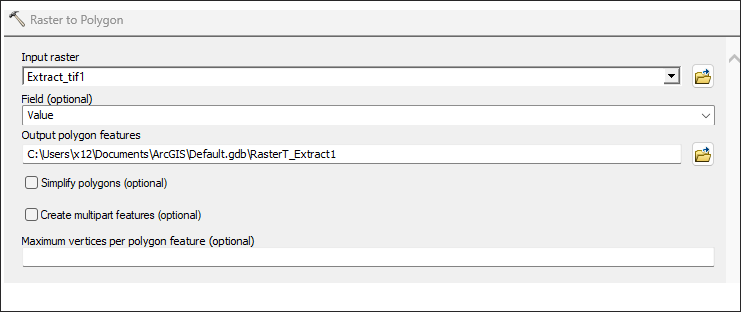 Raster to Polygon
Input raster
Extract_tif1
Field (optional)
Value
Output polygon features
C:\Users\x12\Documents\ArcGIS\Default.gdb\RasterT_Extract1
Simplify polygons (optional)
Create multipart features (optional)
Maximum vertices per polygon feature (optional)